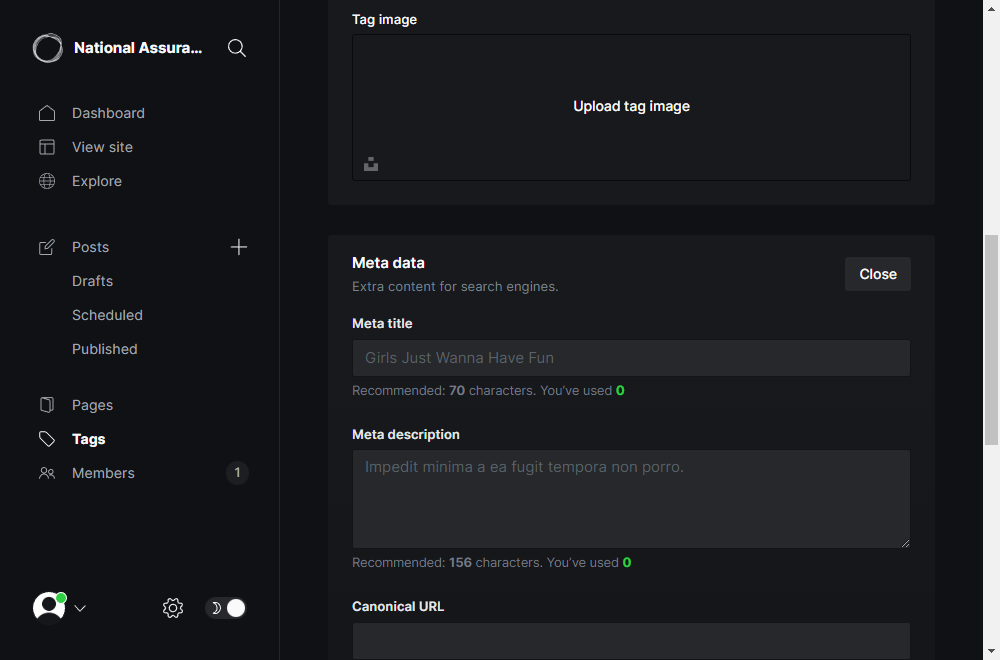 National Assura...
Dashboard
View site
Explore
Posts
Drafts
Scheduled
Published
Pages
Tags
Members
1
Tag image
Upload tag image
Meta data
Extra content for search engines.
Close
Meta title
Girls Just Wanna Have Fun
Recommended: 70 characters. You've used 0
Meta description
Impedit minima a ea fugit tempora non porro.
Recommended: 156 characters. You've used 0
Canonical URL